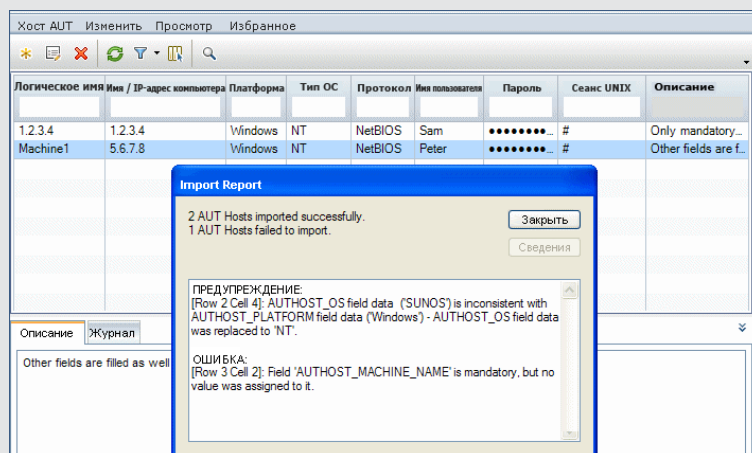 Хост AUT Изменить Просмотр Избранное
Логическое имя Имя / IP-адрес компьютера Платформа Тип ОС Протокол Имя пользователя Пароль Сеанс UNIX Описание
1.2.3.4 1.2.3.4 Windows NT NetBIOS Sam ●●●●●●●●... # Only mandatory...
Machine1 5.6.7.8 Windows NT NetBIOS Peter ●●●●●●●●... # Other fields are f...
Import Report
2 AUT Hosts imported successfully.
1 AUT Hosts failed to import.
Закрыть
Сведения
ПРЕДУПРЕЖДЕНИЕ:
[Row 2 Cell 4]: AUTHOST_OS field data ('SUNOS') is inconsistent with
AUTHOST_PLATFORM field data ('Windows') - AUTHOST_OS field data
was replaced to 'NT'.
ОШИБКА:
[Row 3 Cell 2]: Field 'AUTHOST_MACHINE_NAME' is mandatory, but no
value was assigned to it.
Описание Журнал
Other fields are filled as well